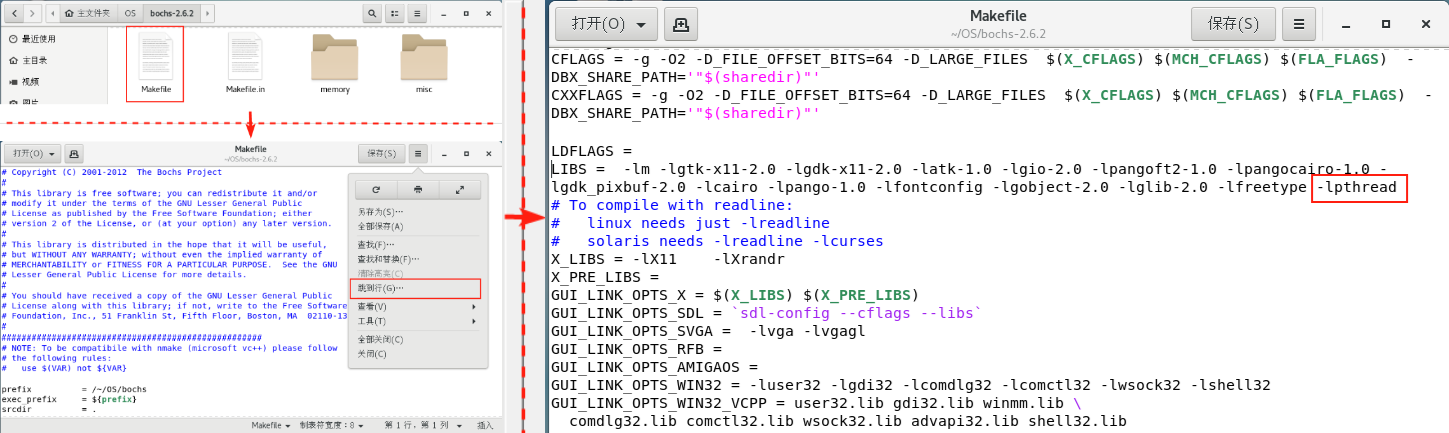 主文件夹 OS bochs-2.6.2
最近使用
主目录
视频
图片
Makefile
Makefile.in
memory
misc
打开(O)
Makefile
~/OS/bochs-2.6.2
保存(S)
# Copyright (C) 2001-2012 The Bochs Project
#
# This library is free software; you can redistribute it and/or
# modify it under the terms of the GNU Lesser General Public
# License as published by the Free Software Foundation; either
# version 2 of the License, or (at your option) any later version.
#
# This library is distributed in the hope that it will be useful,
# but WITHOUT ANY WARRANTY; without even the implied warranty of
# MERCHANTABILITY or FITNESS FOR A PARTICULAR PURPOSE. See the GNU
# Lesser General Public License for more details.
#
# You should have received a copy of the GNU Lesser General Public
# License along with this library; if not, write to the Free Software
# Foundation, Inc., 51 Franklin St, Fifth Floor, Boston, MA 02110-13
#
####################################################
# NOTE: To be compatibile with nmake (microsoft vc++) please follow
# the following rules:
#   use $(VAR) not ${VAR}
prefix = /~/OS/bochs
exec_prefix = ${prefix}
srcdir = .
另存为(S)…
全部保存(A)
查找(F)…
查找和替换(F)…
清除高亮(C)
跳到行(G)…
查看(V)
工具(T)
全部关闭(C)
关闭(C)
Makefile 制表符宽度：8 第 1 行，第 1 列 插入
打开(O)
Makefile
~/OS/bochs-2.6.2
保存(S)
CFLAGS = -g -O2 -D_FILE_OFFSET_BITS=64 -D_LARGE_FILES  $(X_CFLAGS) $(MCH_CFLAGS) $(FLA_FLAGS)  -
DBX_SHARE_PATH='"$(sharedir)"'
CXXFLAGS = -g -O2 -D_FILE_OFFSET_BITS=64 -D_LARGE_FILES  $(X_CFLAGS) $(MCH_CFLAGS) $(FLA_FLAGS)  -
DBX_SHARE_PATH='"$(sharedir)"'
LDFLAGS =
LIBS =  -lm -lgtk-x11-2.0 -lgdk-x11-2.0 -latk-1.0 -lgio-2.0 -lpangoft2-1.0 -lpangocairo-1.0 -
lgdk_pixbuf-2.0 -lcairo -lpango-1.0 -lfontconfig -lgobject-2.0 -lglib-2.0 -lfreetype -lpthread
# To compile with readline:
#   linux needs just -lreadline
#   solaris needs -lreadline -lcurses
X_LIBS = -lX11    -lXrandr
X_PRE_LIBS =
GUI_LINK_OPTS_X = $(X_LIBS) $(X_PRE_LIBS)
GUI_LINK_OPTS_SDL = `sdl-config --cflags --libs`
GUI_LINK_OPTS_SVGA =  -lvga -lvgagl
GUI_LINK_OPTS_RFB =
GUI_LINK_OPTS_AMIGAOS =
GUI_LINK_OPTS_WIN32 = -luser32 -lgdi32 -lcomdlg32 -lcomctl32 -lwsock32 -lshell32
GUI_LINK_OPTS_WIN32_VCPP = user32.lib gdi32.lib winmm.lib \
  comdlg32.lib comctl32.lib wsock32.lib advapi32.lib shell32.lib